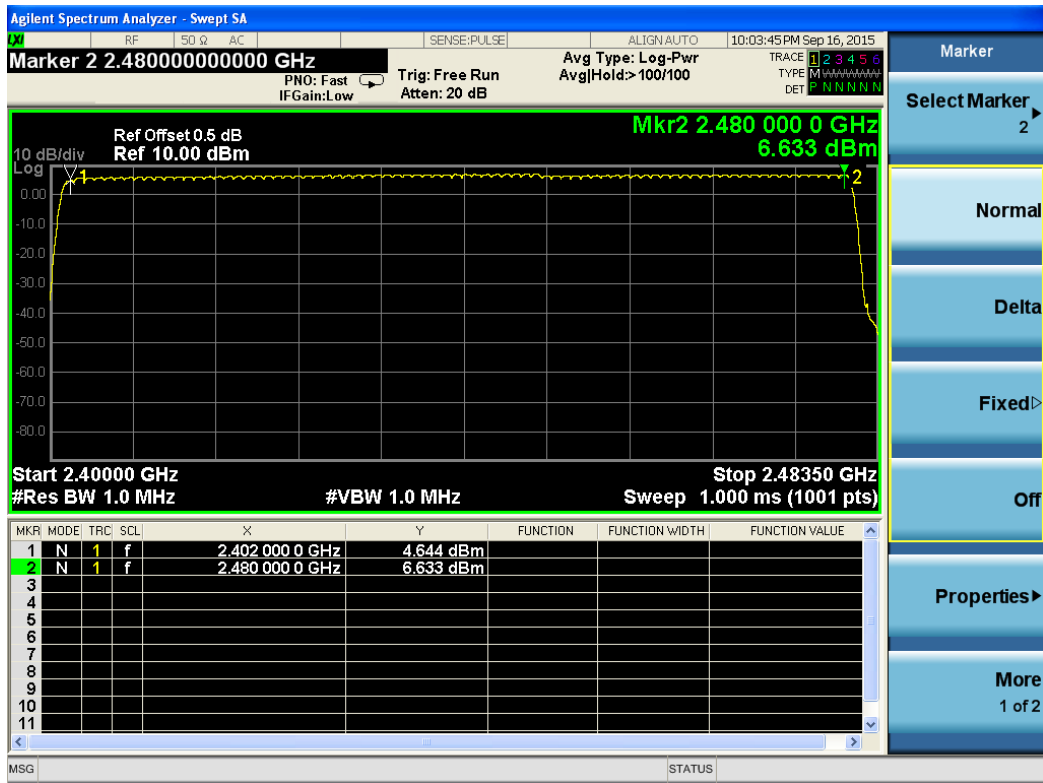 Agilent Spectrum Analyzer - Swept SA
LXI RF 50 Ω AC SENSE:PULSE ALIGN AUTO 10:03:45 PM Sep 16, 2015
Marker 2 2.480000000000 GHz
PNO: Fast
IFGain:Low
Trig: Free Run
Atten: 20 dB
Avg Type: Log-Pwr
Avg|Hold:>100/100
TRACE 1 2 3 4 5 6
TYPE M WWWWW
DET P N N N N N
Mkr2 2.480 000 0 GHz
6.633 dBm
Ref Offset 0.5 dB
10 dB/div Ref 10.00 dBm
Log
1
2
0.00
-10.0
-20.0
-30.0
-40.0
-50.0
-60.0
-70.0
-80.0
Start 2.40000 GHz Stop 2.48350 GHz
#Res BW 1.0 MHz #VBW 1.0 MHz Sweep 1.000 ms (1001 pts)
MKR MODE TRC SCL X Y FUNCTION FUNCTION WIDTH FUNCTION VALUE
1 N 1 f 2.402 000 0 GHz 4.644 dBm
2 N 1 f 2.480 000 0 GHz 6.633 dBm
3
4
5
6
7
8
9
10
11
MSG STATUS
Marker
Select Marker
2
Normal
Delta
Fixed
Off
Properties
More
1 of 2